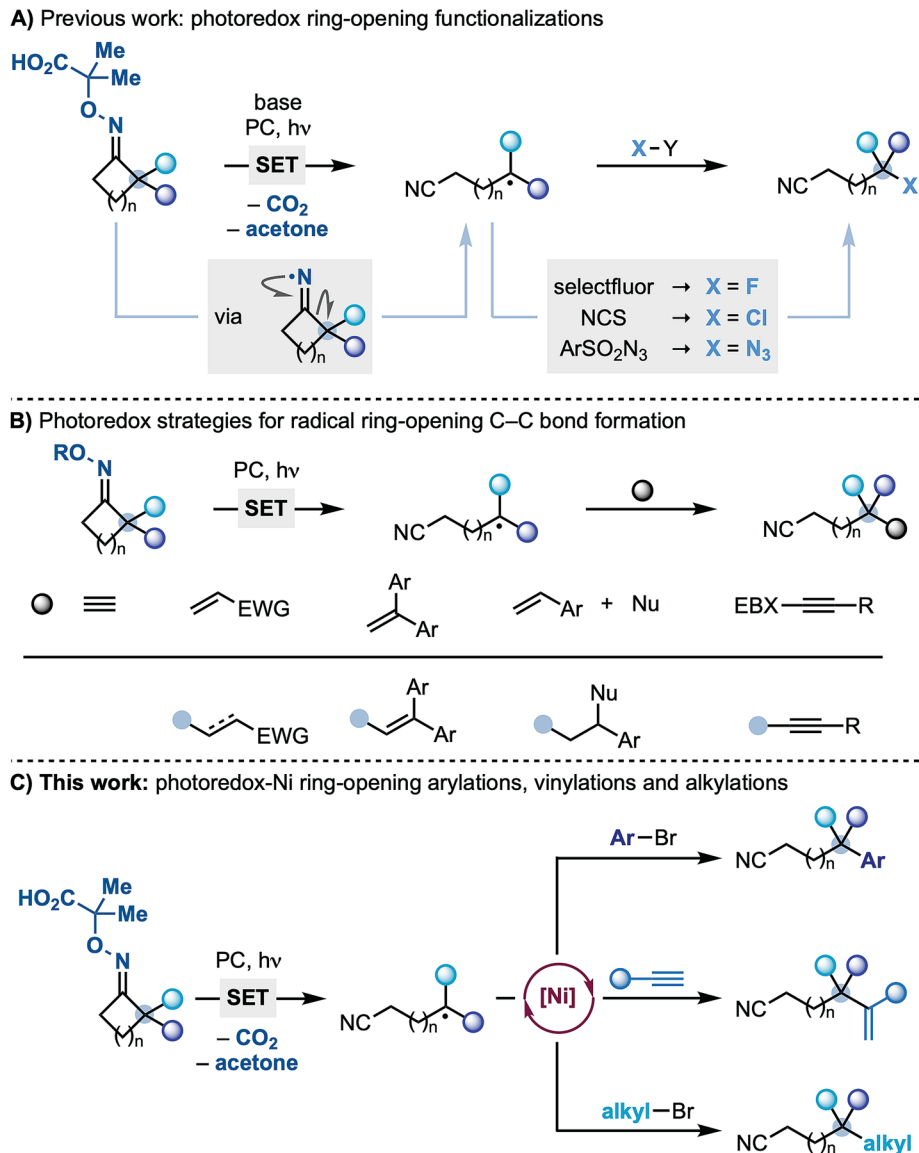 A) Previous work: photoredox ring-opening functionalizations
HO₂C
Me
Me
O
N
( )n
base
PC, hν
SET
– CO₂
– acetone
NC
( )n
X–Y
NC
( )n
X
via
•N
( )n
selectfluor → X = F
NCS → X = Cl
ArSO₂N₃ → X = N₃
B) Photoredox strategies for radical ring-opening C–C bond formation
RO
N
( )n
PC, hν
SET
NC
( )n
NC
( )n
EWG
Ar
Ar
Ar + Nu
EBX
R
EWG
Ar
Ar
Nu
Ar
R
C) This work: photoredox-Ni ring-opening arylations, vinylations and alkylations
HO₂C
Me
Me
O
N
( )n
PC, hν
SET
– CO₂
– acetone
NC
( )n
[Ni]
Ar–Br
NC
( )n
Ar
NC
( )n
alkyl–Br
NC
( )n
alkyl